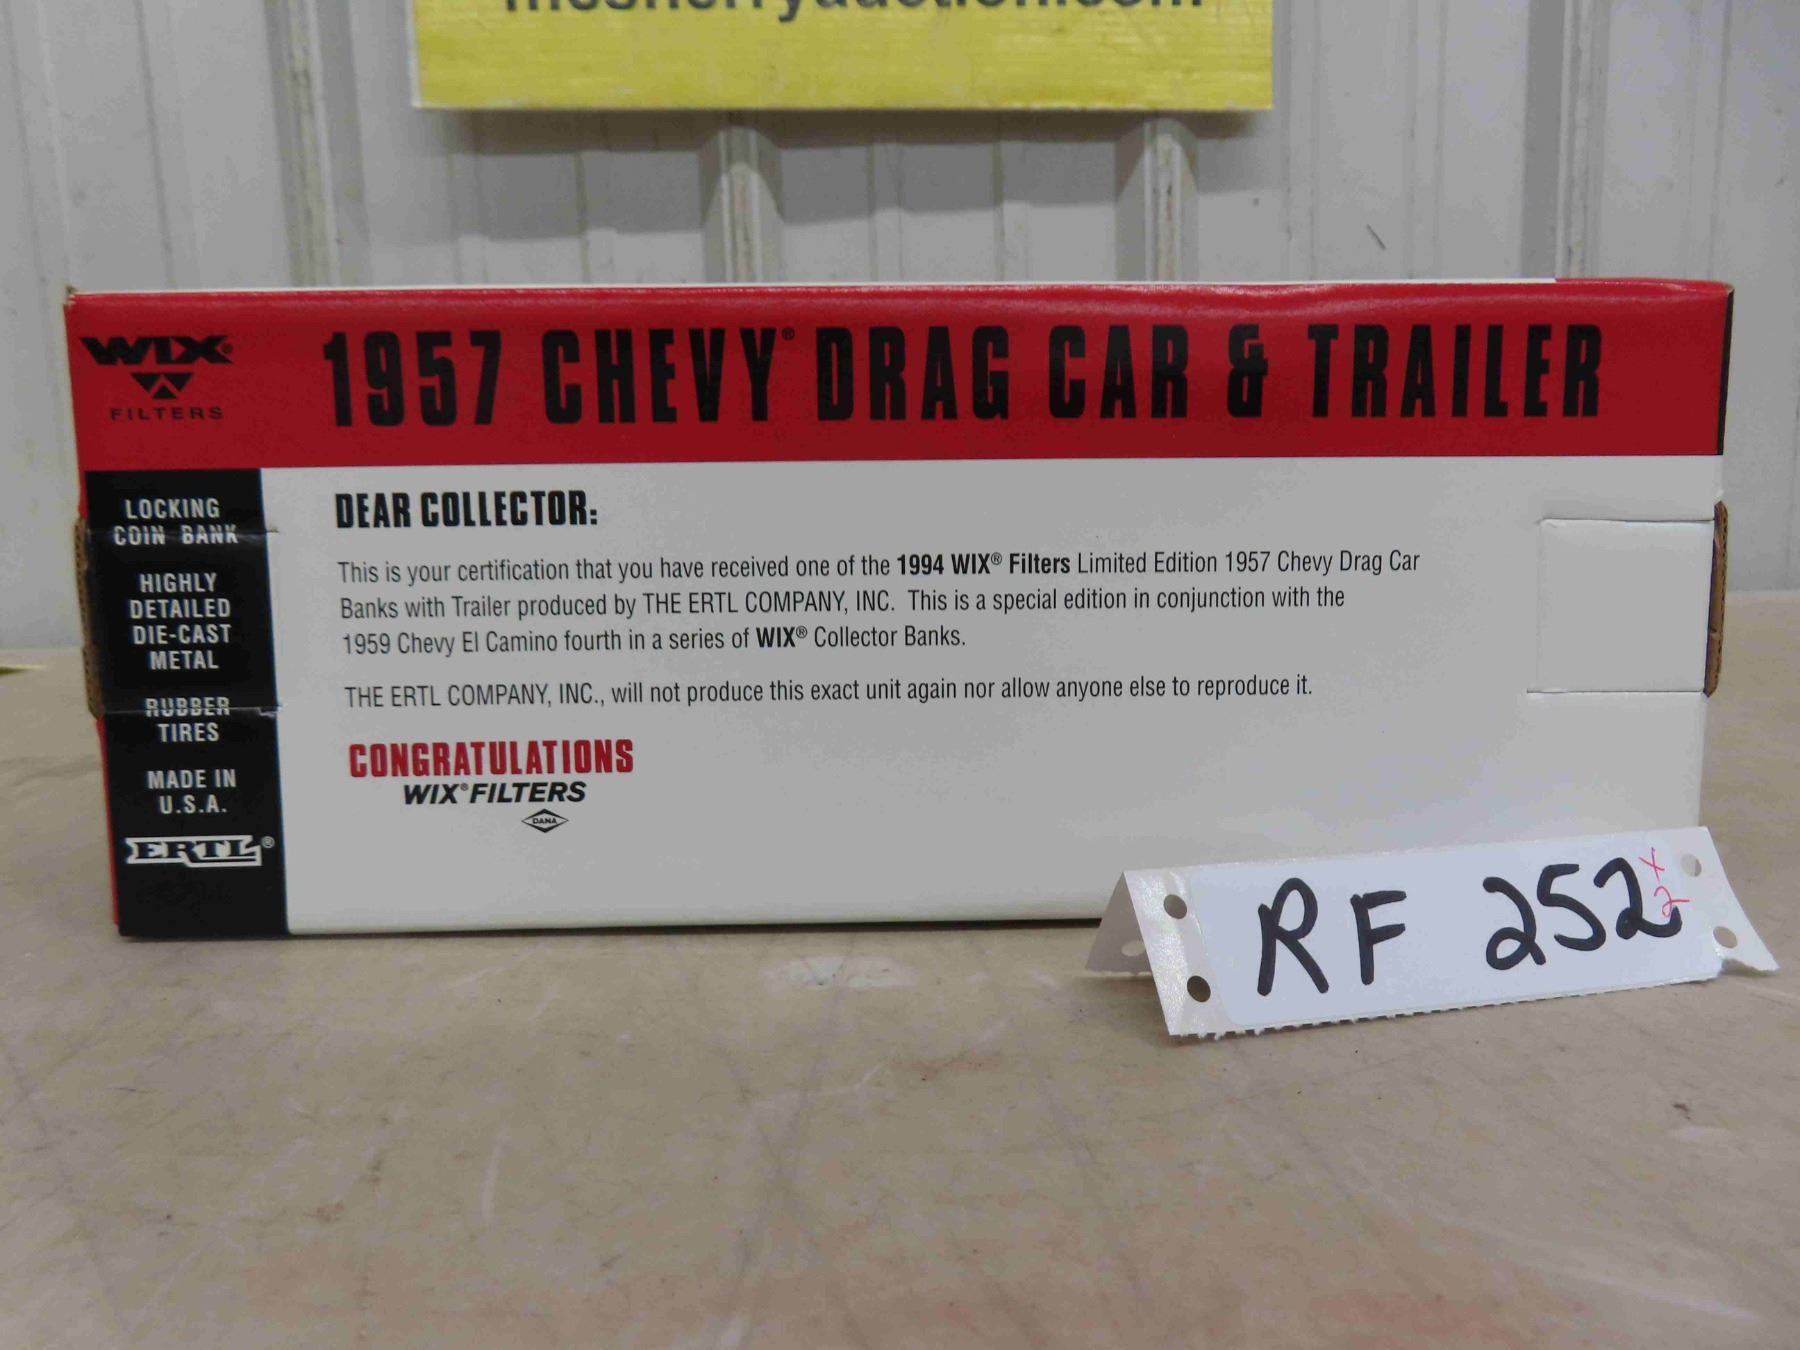 WIX®
FILTERS
1957 CHEVY® DRAG CAR & TRAILER
LOCKING
COIN BANK
HIGHLY
DETAILED
DIE-CAST
METAL
RUBBER
TIRES
MADE IN
U.S.A.
ERTL®
DEAR COLLECTOR:
This is your certification that you have received one of the 1994 WIX® Filters Limited Edition 1957 Chevy Drag Car
Banks with Trailer produced by THE ERTL COMPANY, INC. This is a special edition in conjunction with the
1959 Chevy El Camino fourth in a series of WIX® Collector Banks.
THE ERTL COMPANY, INC., will not produce this exact unit again nor allow anyone else to reproduce it.
CONGRATULATIONS
WIX® FILTERS
DANA
RF 252
2x